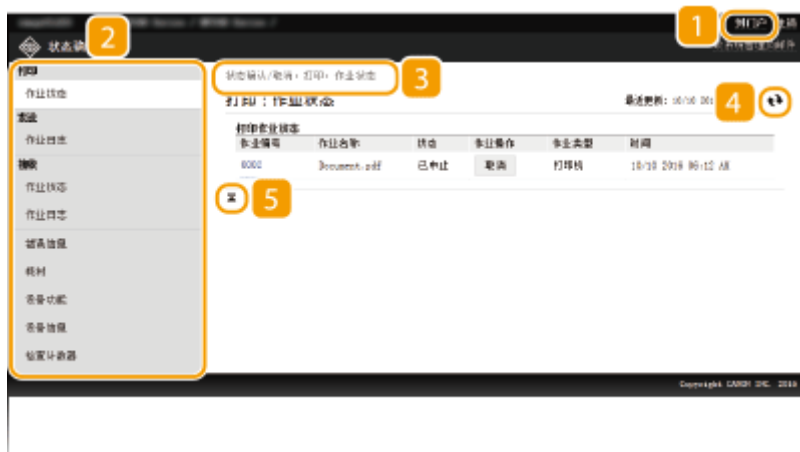 1
到门户
2
打印
作业状态
发送
作业日志
接收
作业状态
作业日志
错误信息
耗材
设备功能
设备信息
检查计数器
状态确认/取消: 打印: 作业状态
3
打印 : 作业状态
最近更新: 10/10 201
4
打印作业状态
作业编号 作业名称 状态 作业操作 作业类型 时间
0002 Document.pdf 已中止 取消 打印机 10/10 2016 06:12 AM
5
Copyright CANON INC. 2016